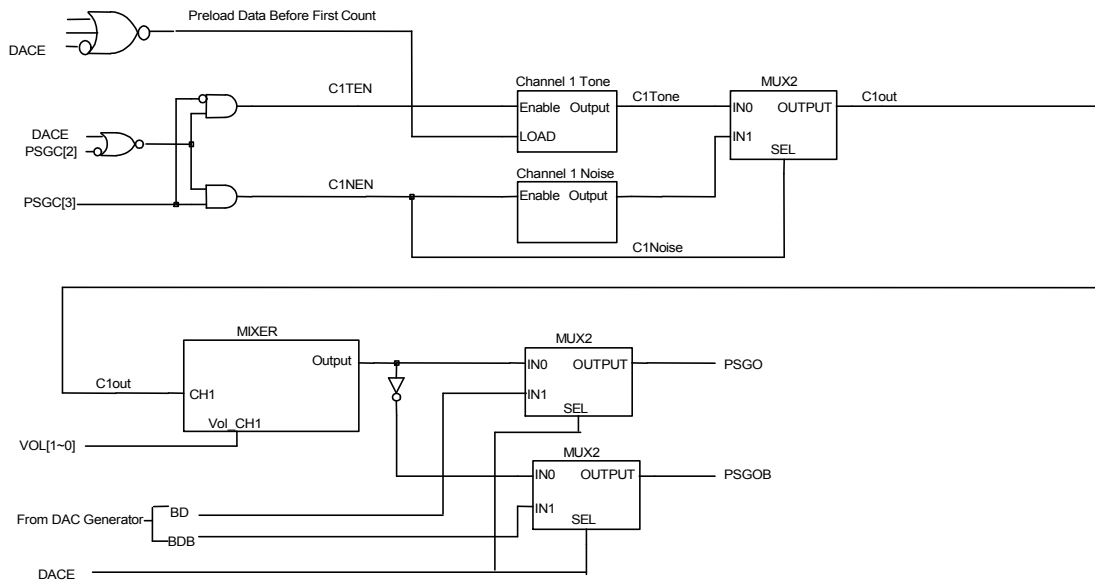 Preload Data Before First Count
DACE
C1TEN
Channel 1 Tone
Enable Output
LOAD
C1Tone
MUX2
IN0 OUTPUT
IN1
SEL
C1out
DACE
PSGC[2]
PSGC[3]
C1NEN
Channel 1 Noise
Enable Output
C1Noise
MIXER
Output
C1out
CH1
Vol_CH1
VOL[1~0]
MUX2
IN0 OUTPUT
IN1
SEL
PSGO
MUX2
IN0 OUTPUT
IN1
SEL
PSGOB
From DAC Generator
BD
BDB
DACE